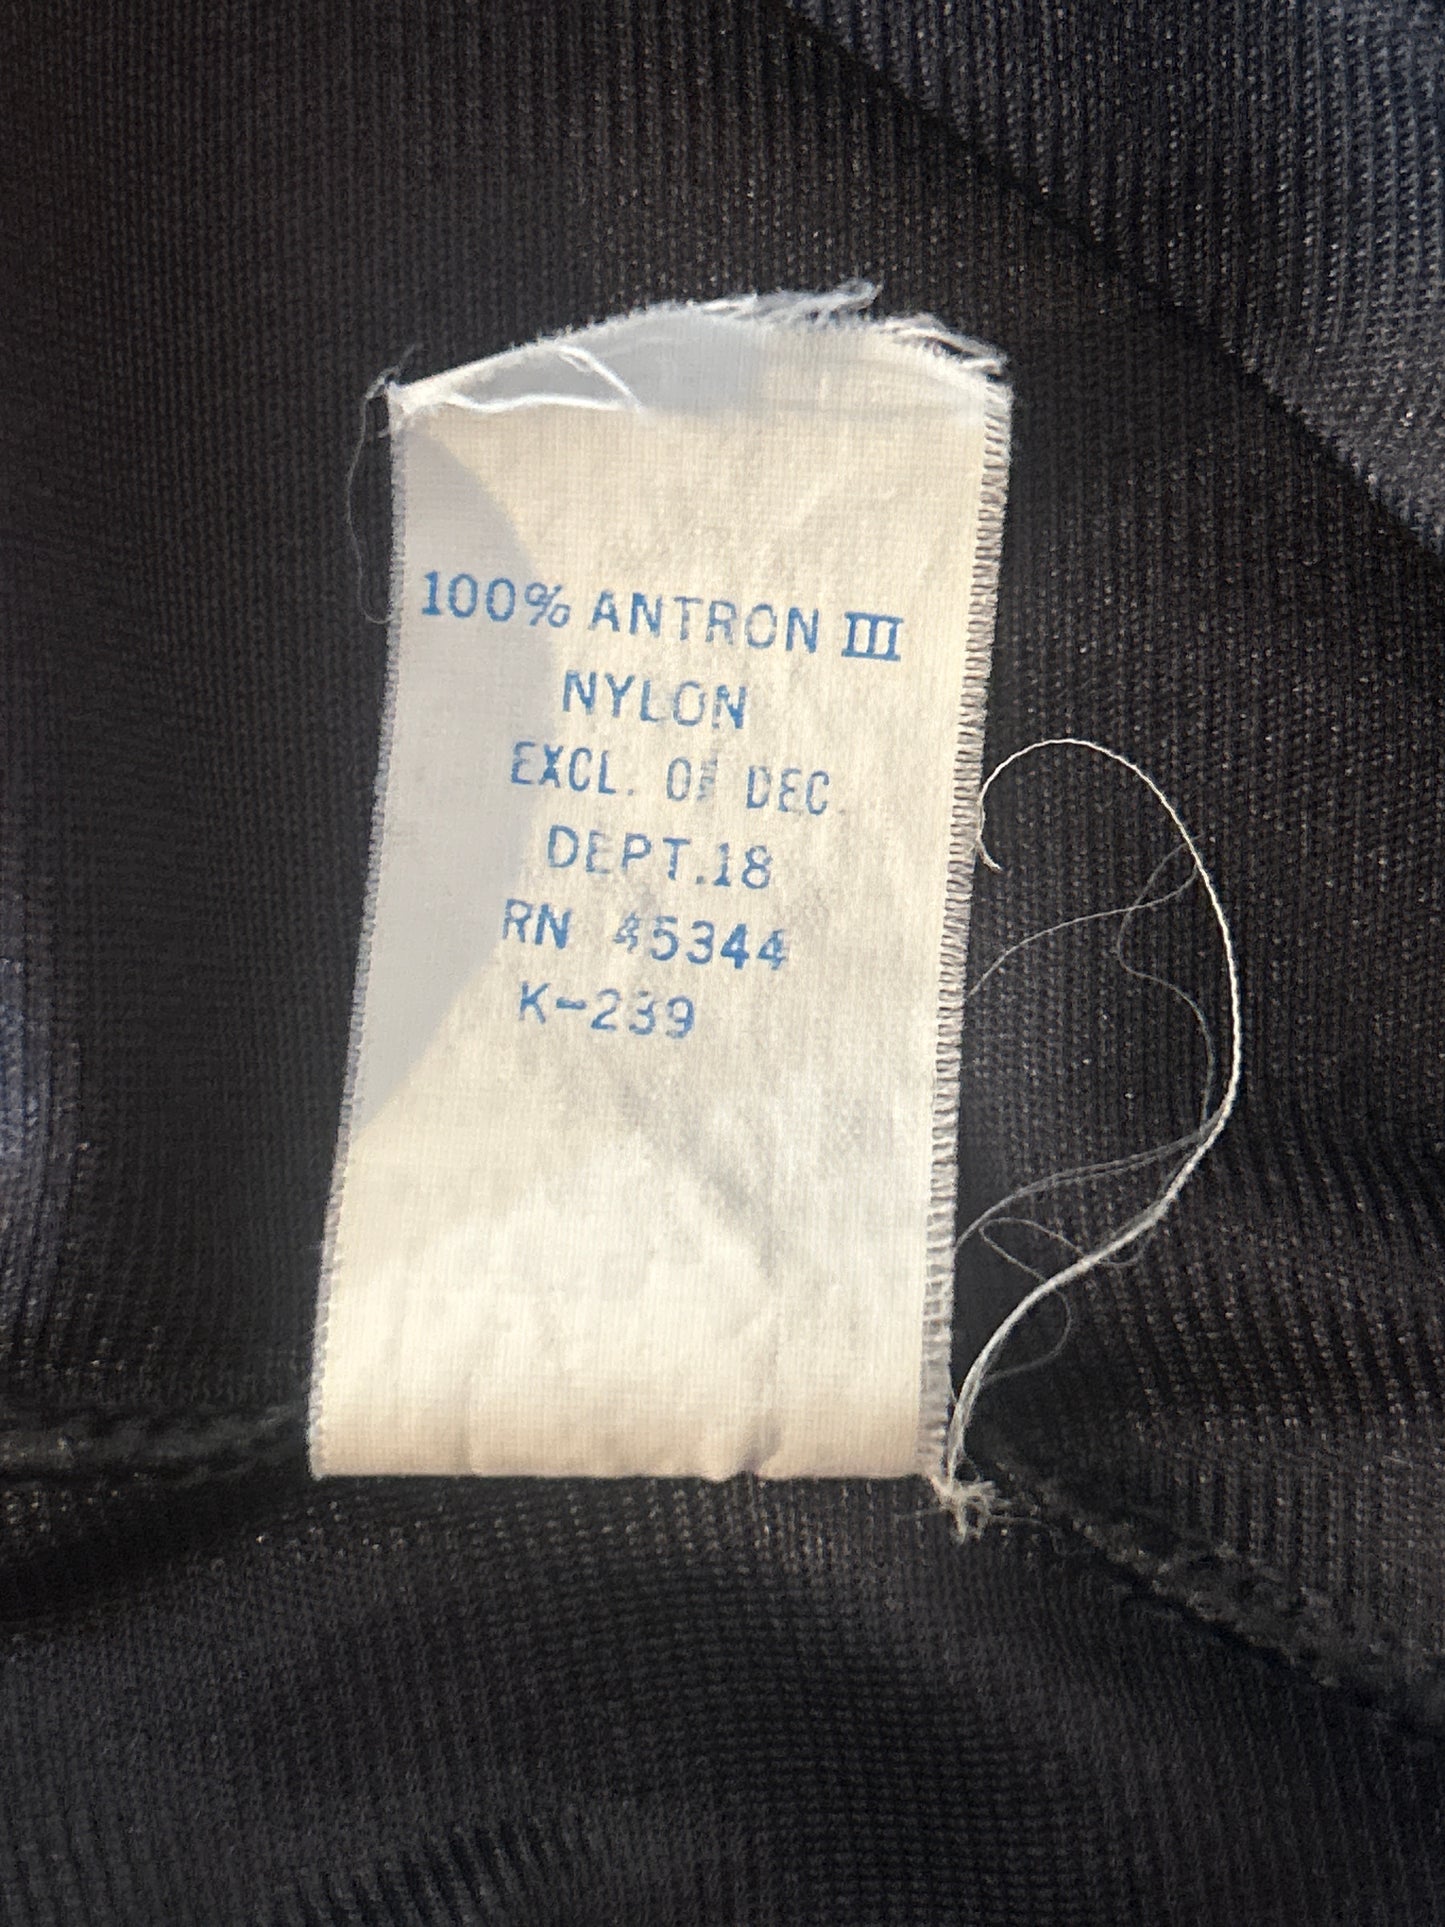 100% ANTRON III
NYLON
EXCL. OF DEC.
DEPT.18
RN 45344
K-239